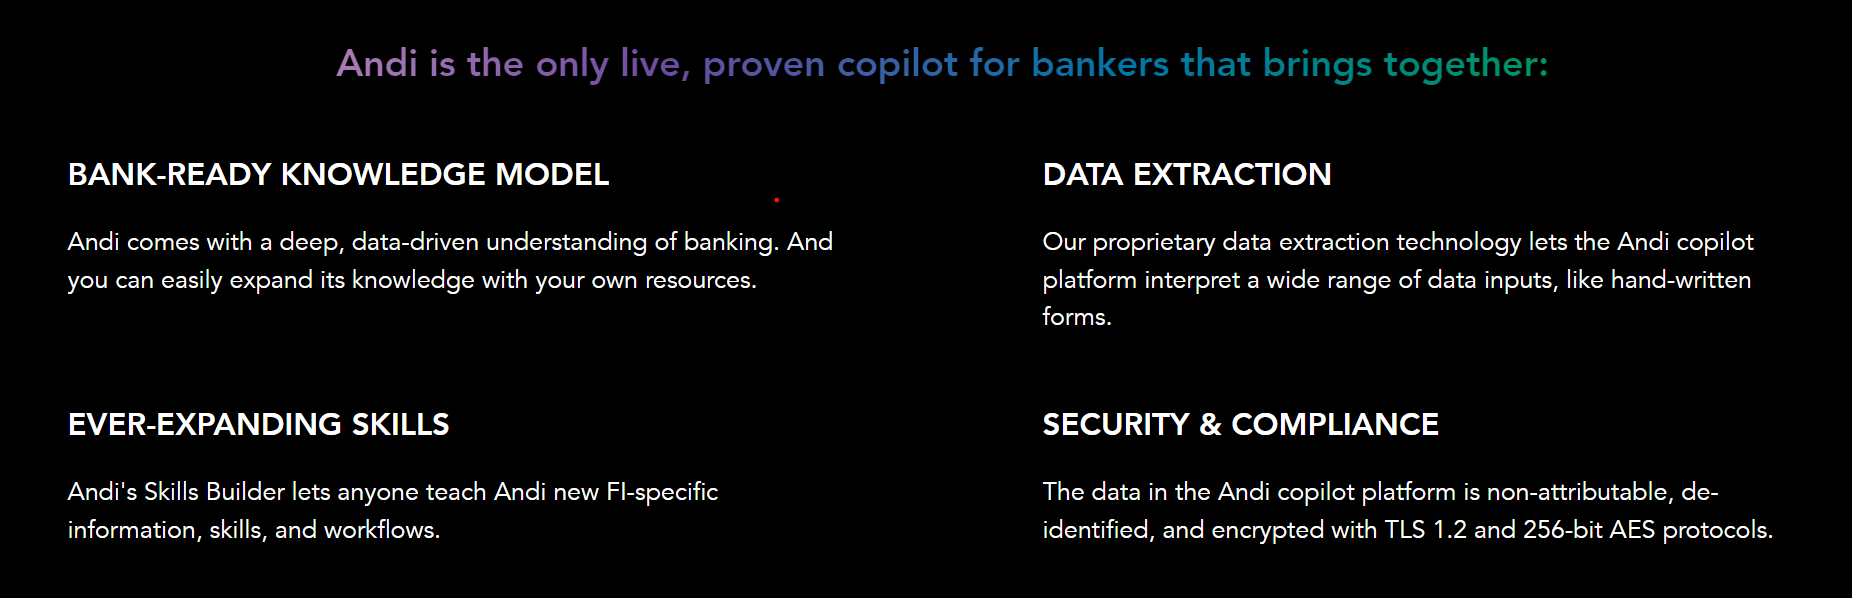 Andi is the only live, proven copilot for bankers that brings together:
BANK-READY KNOWLEDGE MODEL
Andi comes with a deep, data-driven understanding of banking. And
you can easily expand its knowledge with your own resources.
DATA EXTRACTION
Our proprietary data extraction technology lets the Andi copilot
platform interpret a wide range of data inputs, like hand-written
forms.
EVER-EXPANDING SKILLS
Andi's Skills Builder lets anyone teach Andi new FI-specific
information, skills, and workflows.
SECURITY & COMPLIANCE
The data in the Andi copilot platform is non-attributable, de-
identified, and encrypted with TLS 1.2 and 256-bit AES protocols.